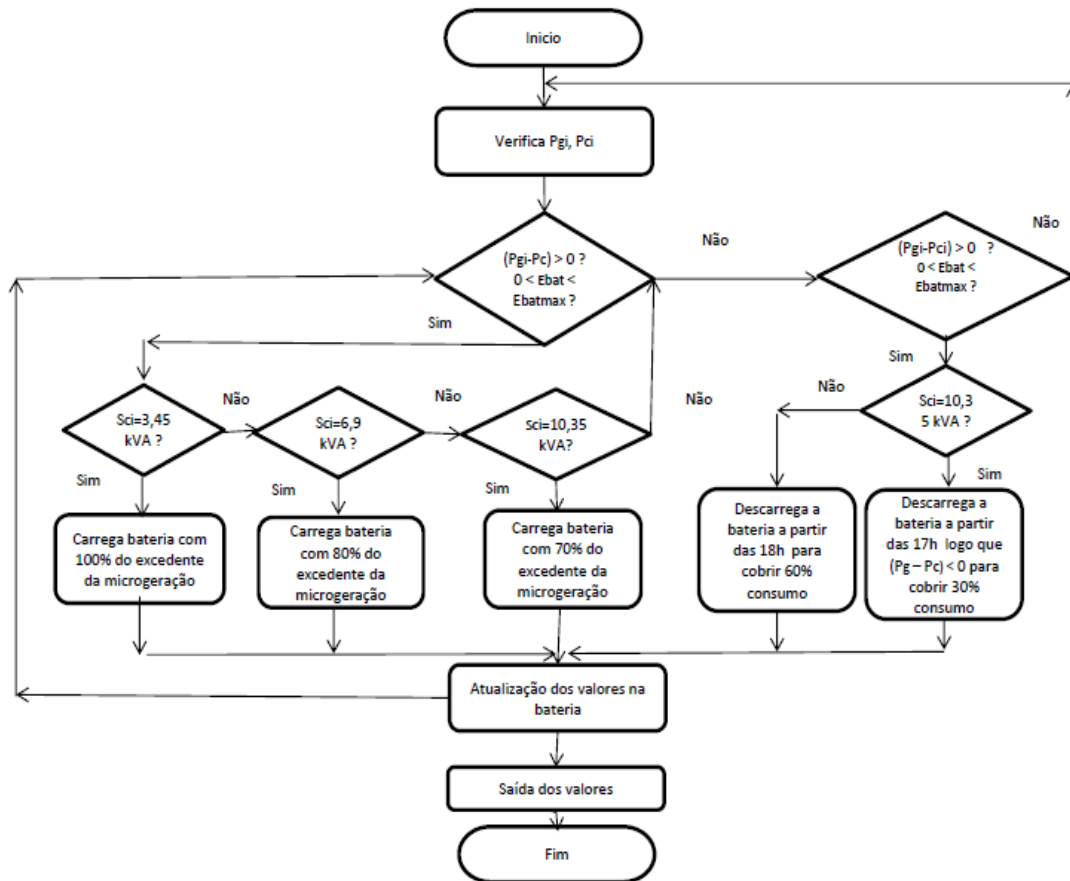 Inicio
Verifica Pgi, Pci
(Pgi-Pc) > 0 ?
0 < Ebat <
Ebatmax ?
Não
(Pgi-Pci) > 0 ?
0 < Ebat <
Ebatmax ?
Não
Sim
Sim
Sci=3,45
kVA ?
Não
Sci=6,9
kVA ?
Não
Sci=10,35
kVA?
Não
Não
Sci=10,3
5 kVA ?
Sim
Sim
Sim
Sim
Carrega bateria com
100% do excedente
da microgeração
Carrega bateria
com 80% do
excedente da
microgeração
Carrega bateria
com 70% do
excedente da
microgeração
Descarrega a
bateria a partir
das 18h para
cobrir 60%
consumo
Descarrega a
bateria a partir
das 17h logo que
(Pg – Pc) < 0 para
cobrir 30%
consumo
Atualização dos valores na
bateria
Saída dos valores
Fim